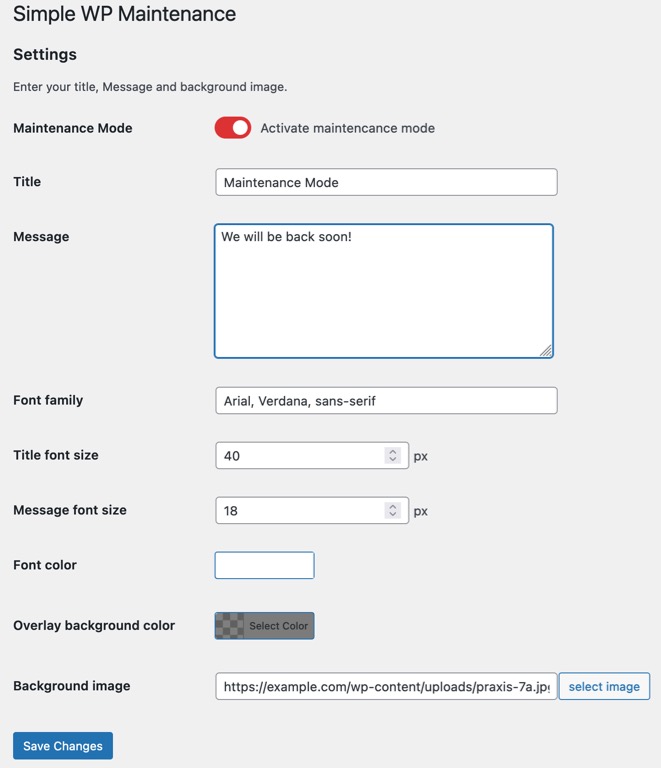 Simple WP Maintenance
Settings
Enter your title, Message and background image.
Maintenance Mode Activate maintencance mode
Title Maintenance Mode
Message We will be back soon!
Font family Arial, Verdana, sans-serif
Title font size 40 px
Message font size 18 px
Font color
Overlay background color Select Color
Background image https://example.com/wp-content/uploads/praxis-7a.jpg select image
Save Changes